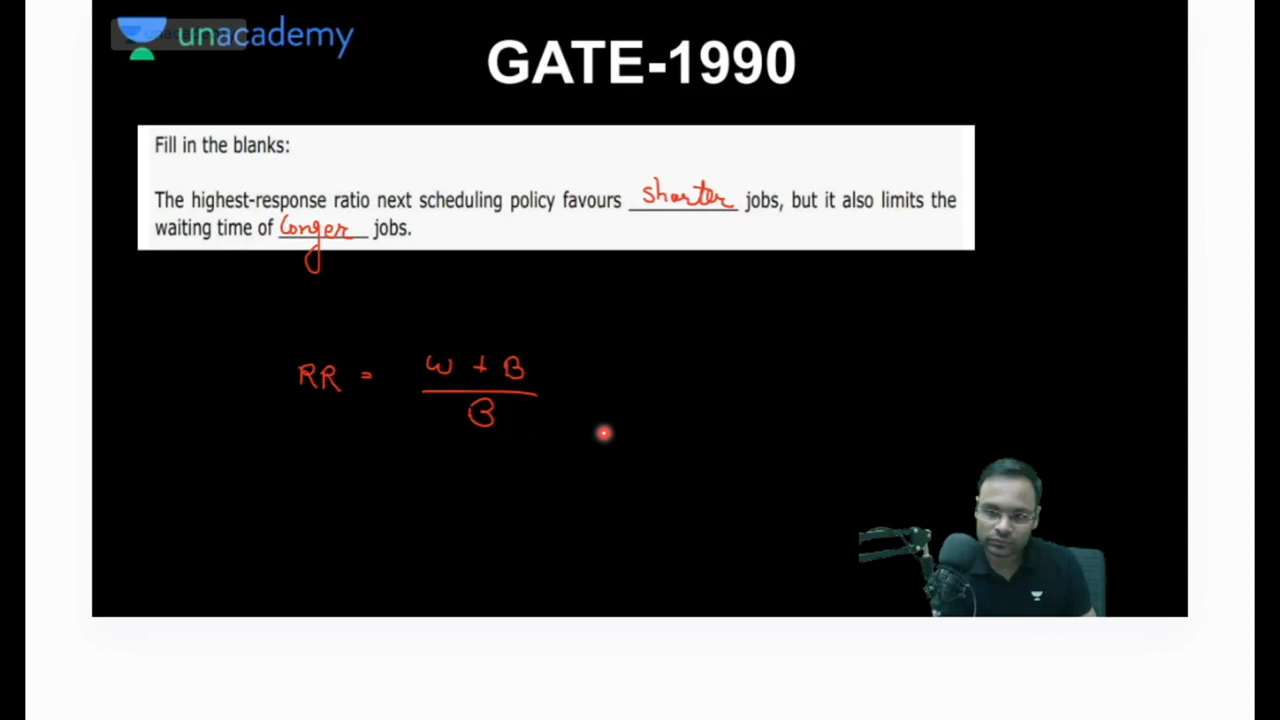 unacademy
GATE-1990
Fill in the blanks:
The highest-response ratio next scheduling policy favours shorter jobs, but it also limits the
waiting time of longer jobs.
RR = W + B
B